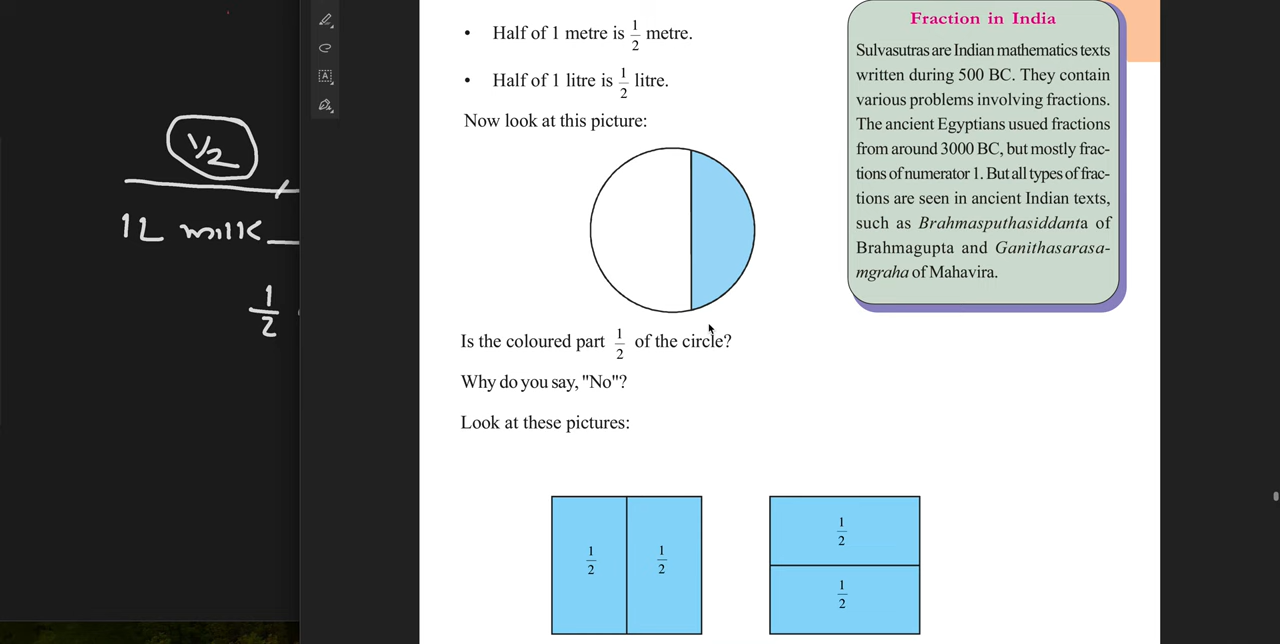 1/2
1L milk
1/2
• Half of 1 metre is 1/2 metre.
• Half of 1 litre is 1/2 litre.
Now look at this picture:
Is the coloured part 1/2 of the circle?
Why do you say, "No"?
Look at these pictures:
1/2 1/2
1/2
1/2
Fraction in India
Sulvasutras are Indian mathematics texts
written during 500 BC. They contain
various problems involving fractions.
The ancient Egyptians usued fractions
from around 3000 BC, but mostly frac-
tions of numerator 1. But all types of frac-
tions are seen in ancient Indian texts,
such as Brahmasputhasiddanta of
Brahmagupta and Ganithasarasa-
mgraha of Mahavira.